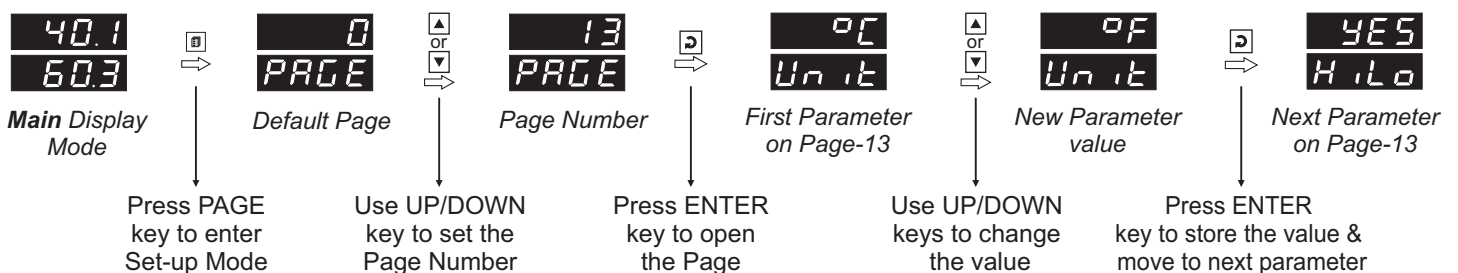 40.1
60.3
Main Display
Mode
0
PAGE
Default Page
or
13
PAGE
Page Number
°C
Unit
First Parameter
on Page-13
or
°F
Unit
New Parameter
value
YES
HiLo
Next Parameter
on Page-13
Press PAGE
key to enter
Set-up Mode
Use UP/DOWN
key to set the
Page Number
Press ENTER
key to open
the Page
Use UP/DOWN
keys to change
the value
Press ENTER
key to store the value &
move to next parameter